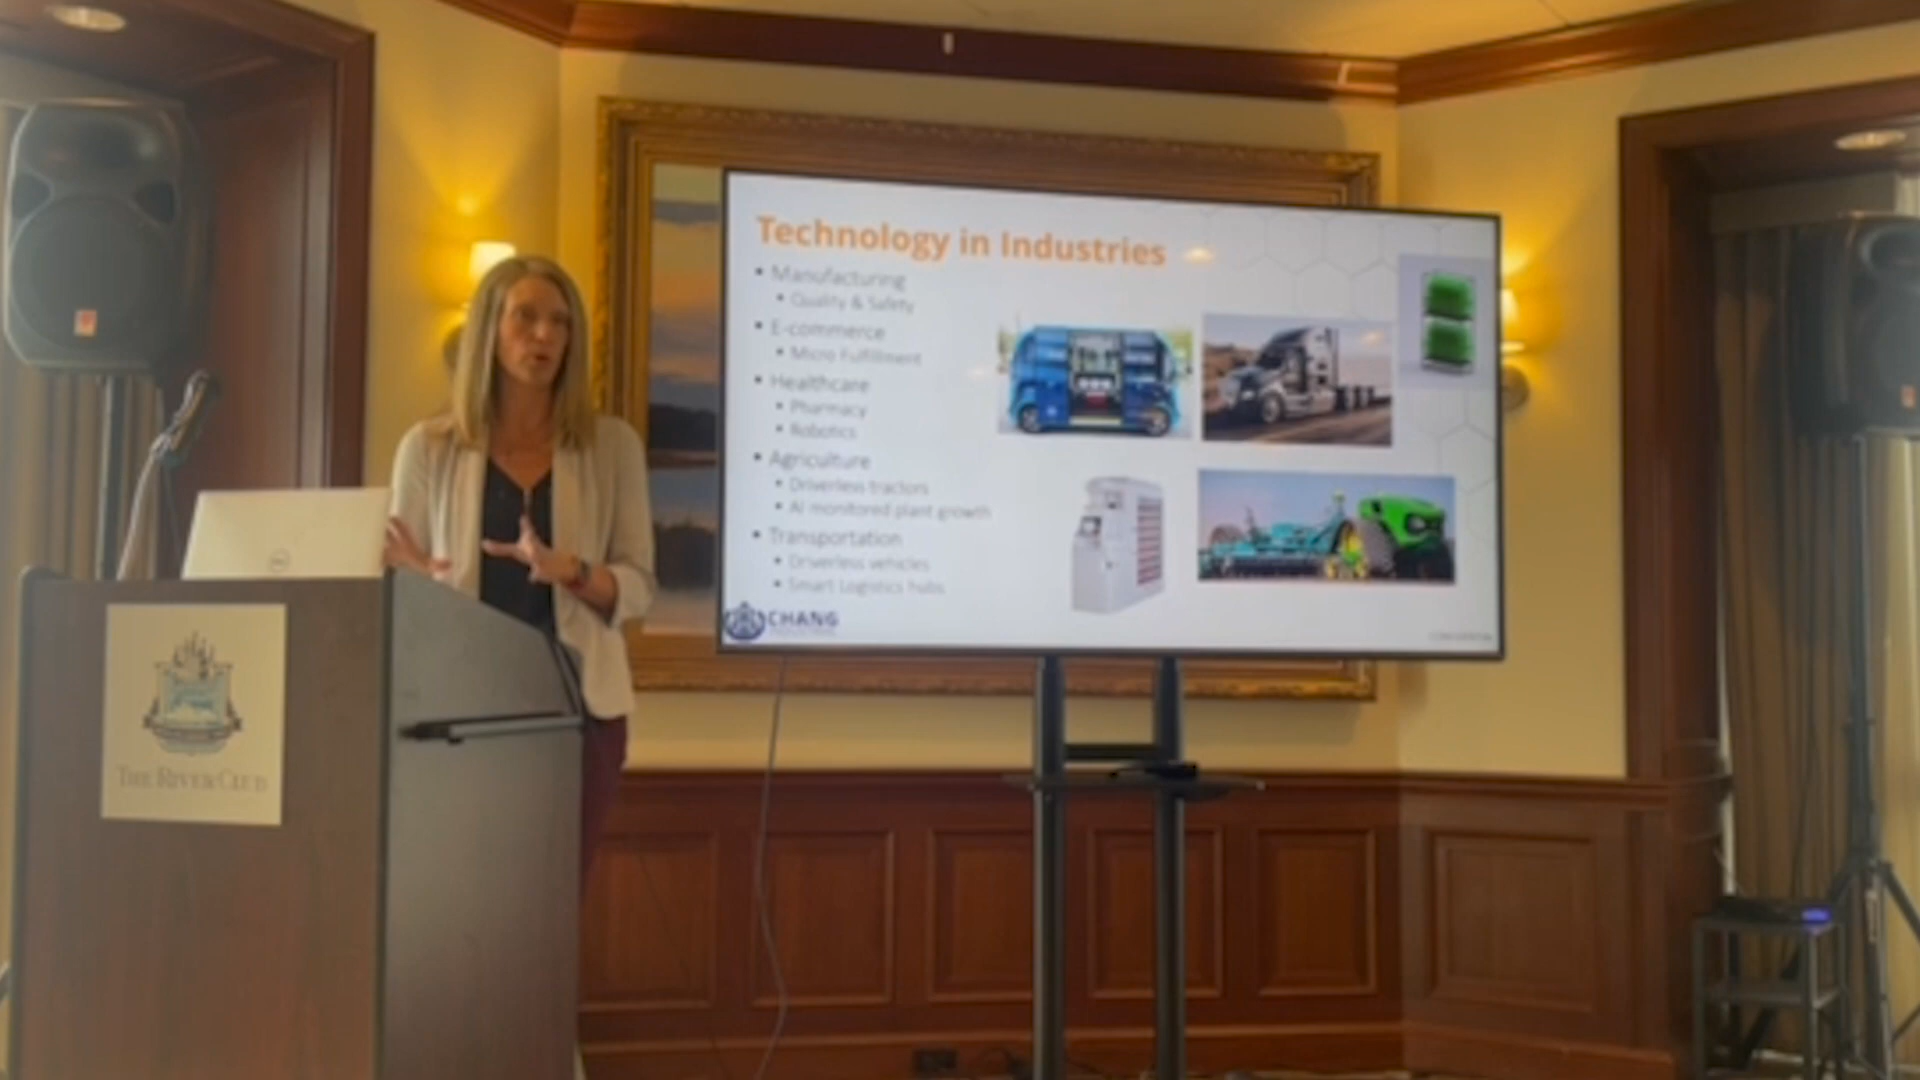 Technology in Industries
• Manufacturing
• Quality & Safety
• E-commerce
• Micro Fulfillment
• Healthcare
• Pharmacy
• Robotics
• Agriculture
• Driverless tractors
• AI monitored plant growth
• Transportation
• Driverless vehicles
• Smart Logistics hubs
CHANG
THE RIVER CLUB